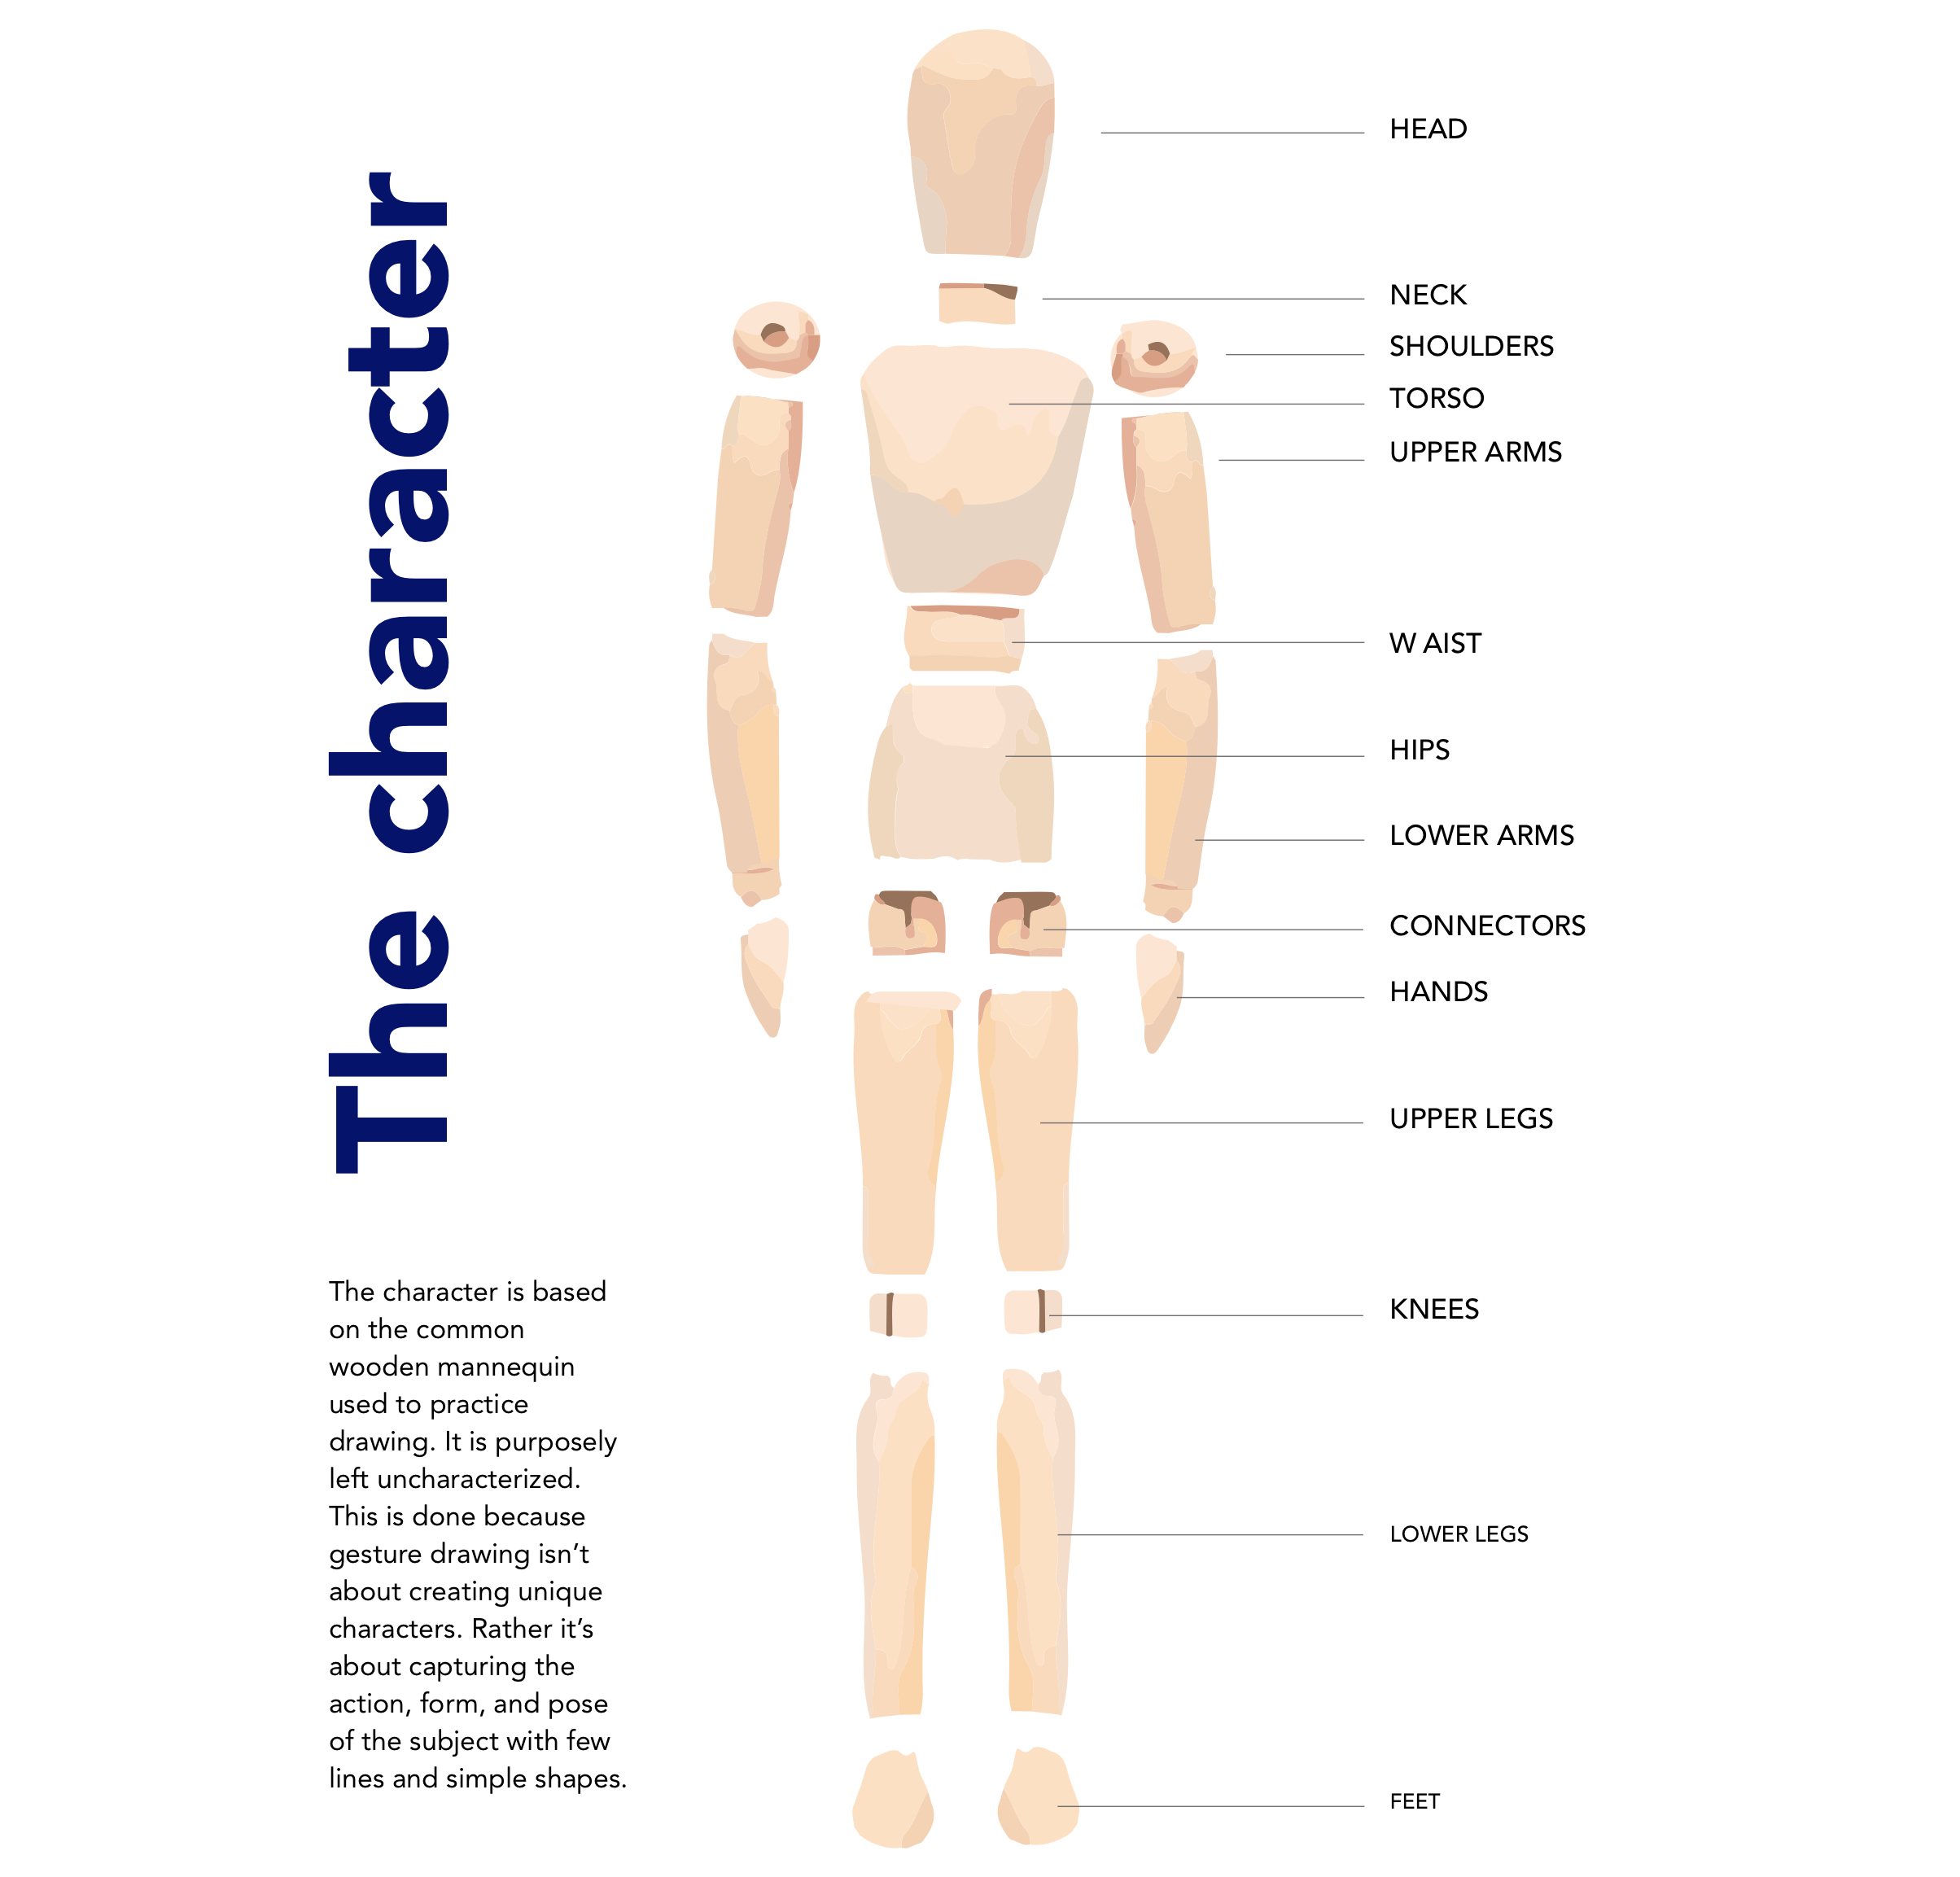 The character
The character is based
on the common
wooden mannequin
used to practice
drawing. It is purposely
left uncharacterized.
This is done because
gesture drawing isn’t
about creating unique
characters. Rather it’s
about capturing the
action, form, and pose
of the subject with few
lines and simple shapes.
HEAD
NECK
SHOULDERS
TORSO
UPPER ARMS
W AIST
HIPS
LOWER ARMS
CONNECTORS
HANDS
UPPER LEGS
KNEES
LOWER LEGS
FEET